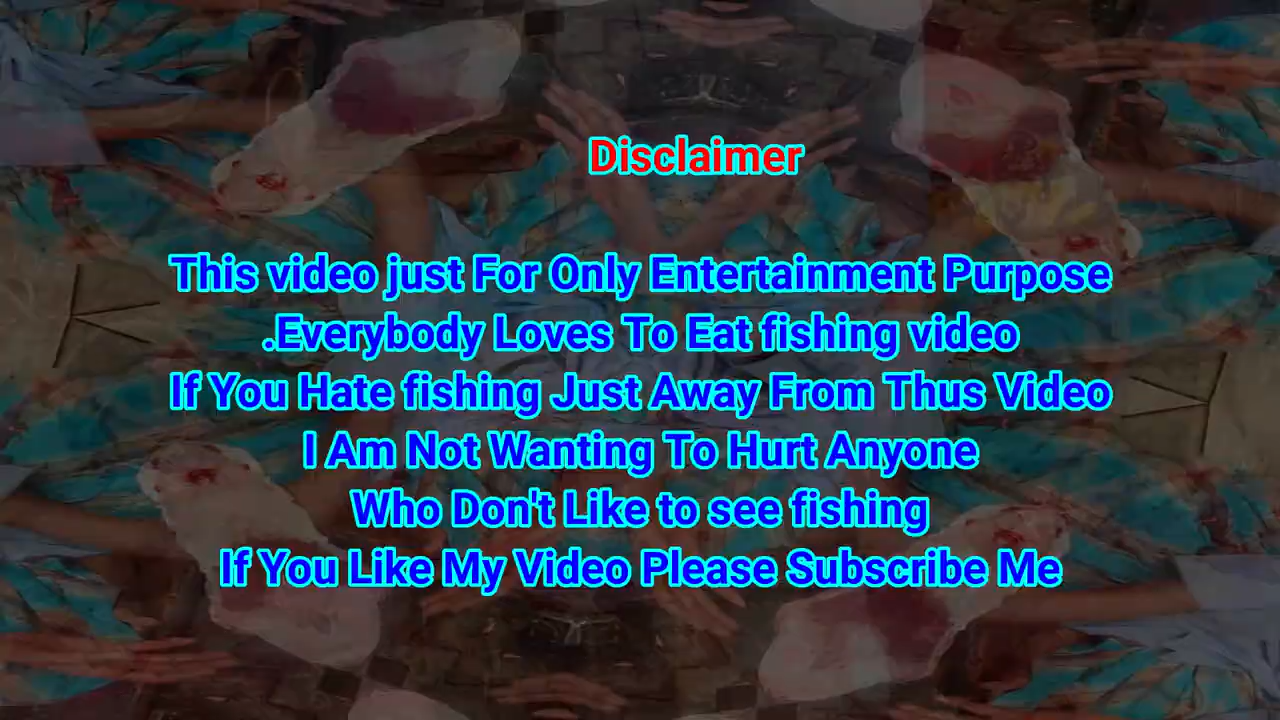 Disclaimer
This video just For Only Entertainment Purpose
.Everybody Loves To Eat fishing video
If You Hate fishing Just Away From Thus Video
I Am Not Wanting To Hurt Anyone
Who Don't Like to see fishing
If You Like My Video Please Subscribe Me